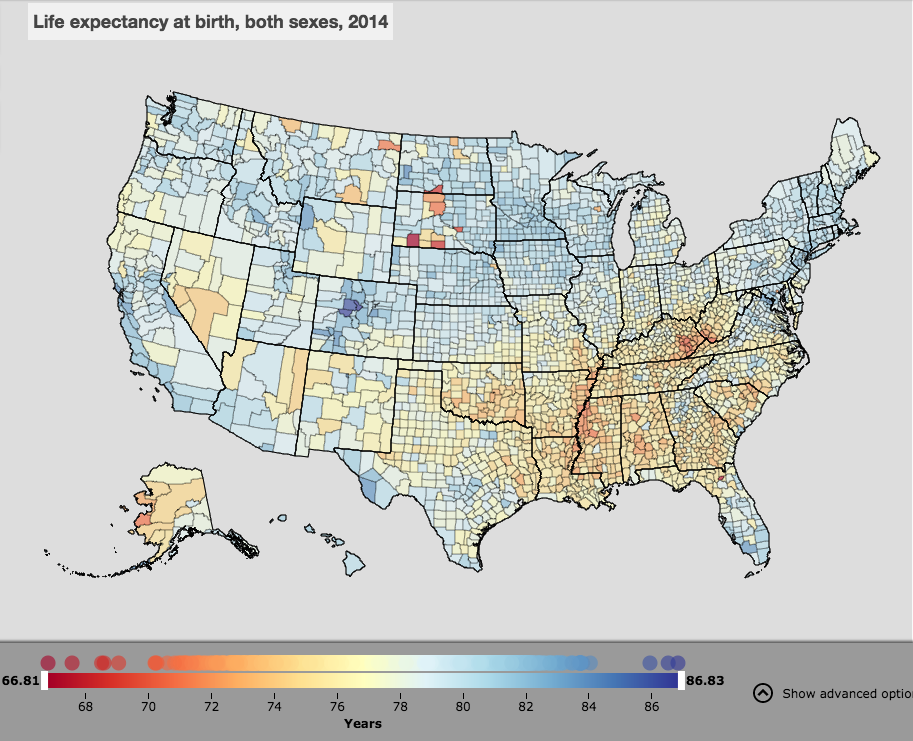 Life expectancy at birth, both sexes, 2014
66.81
86.83
68 70 72 74 76 78 80 82 84 86
Years
Show advanced optio